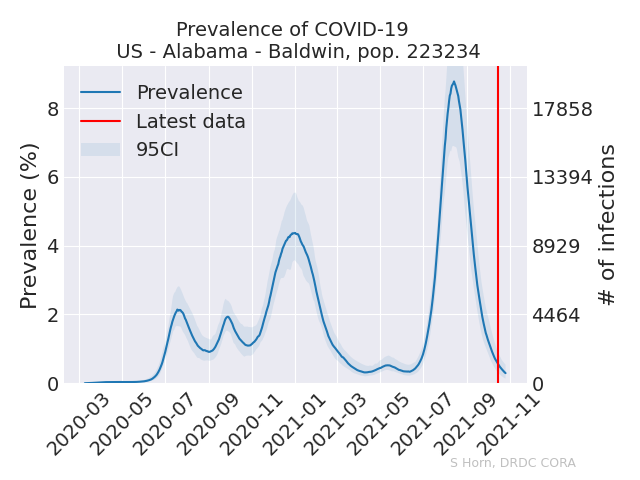 Prevalence of COVID-19
US - Alabama - Baldwin, pop. 223234
Prevalence
Latest data
95CI
Prevalence (%)
8
6
4
2
0
17858
13394
8929
4464
0
# of infections
2020-03
2020-05
2020-07
2020-09
2020-11
2021-01
2021-03
2021-05
2021-07
2021-09
2021-11
S Horn, DRDC CORA